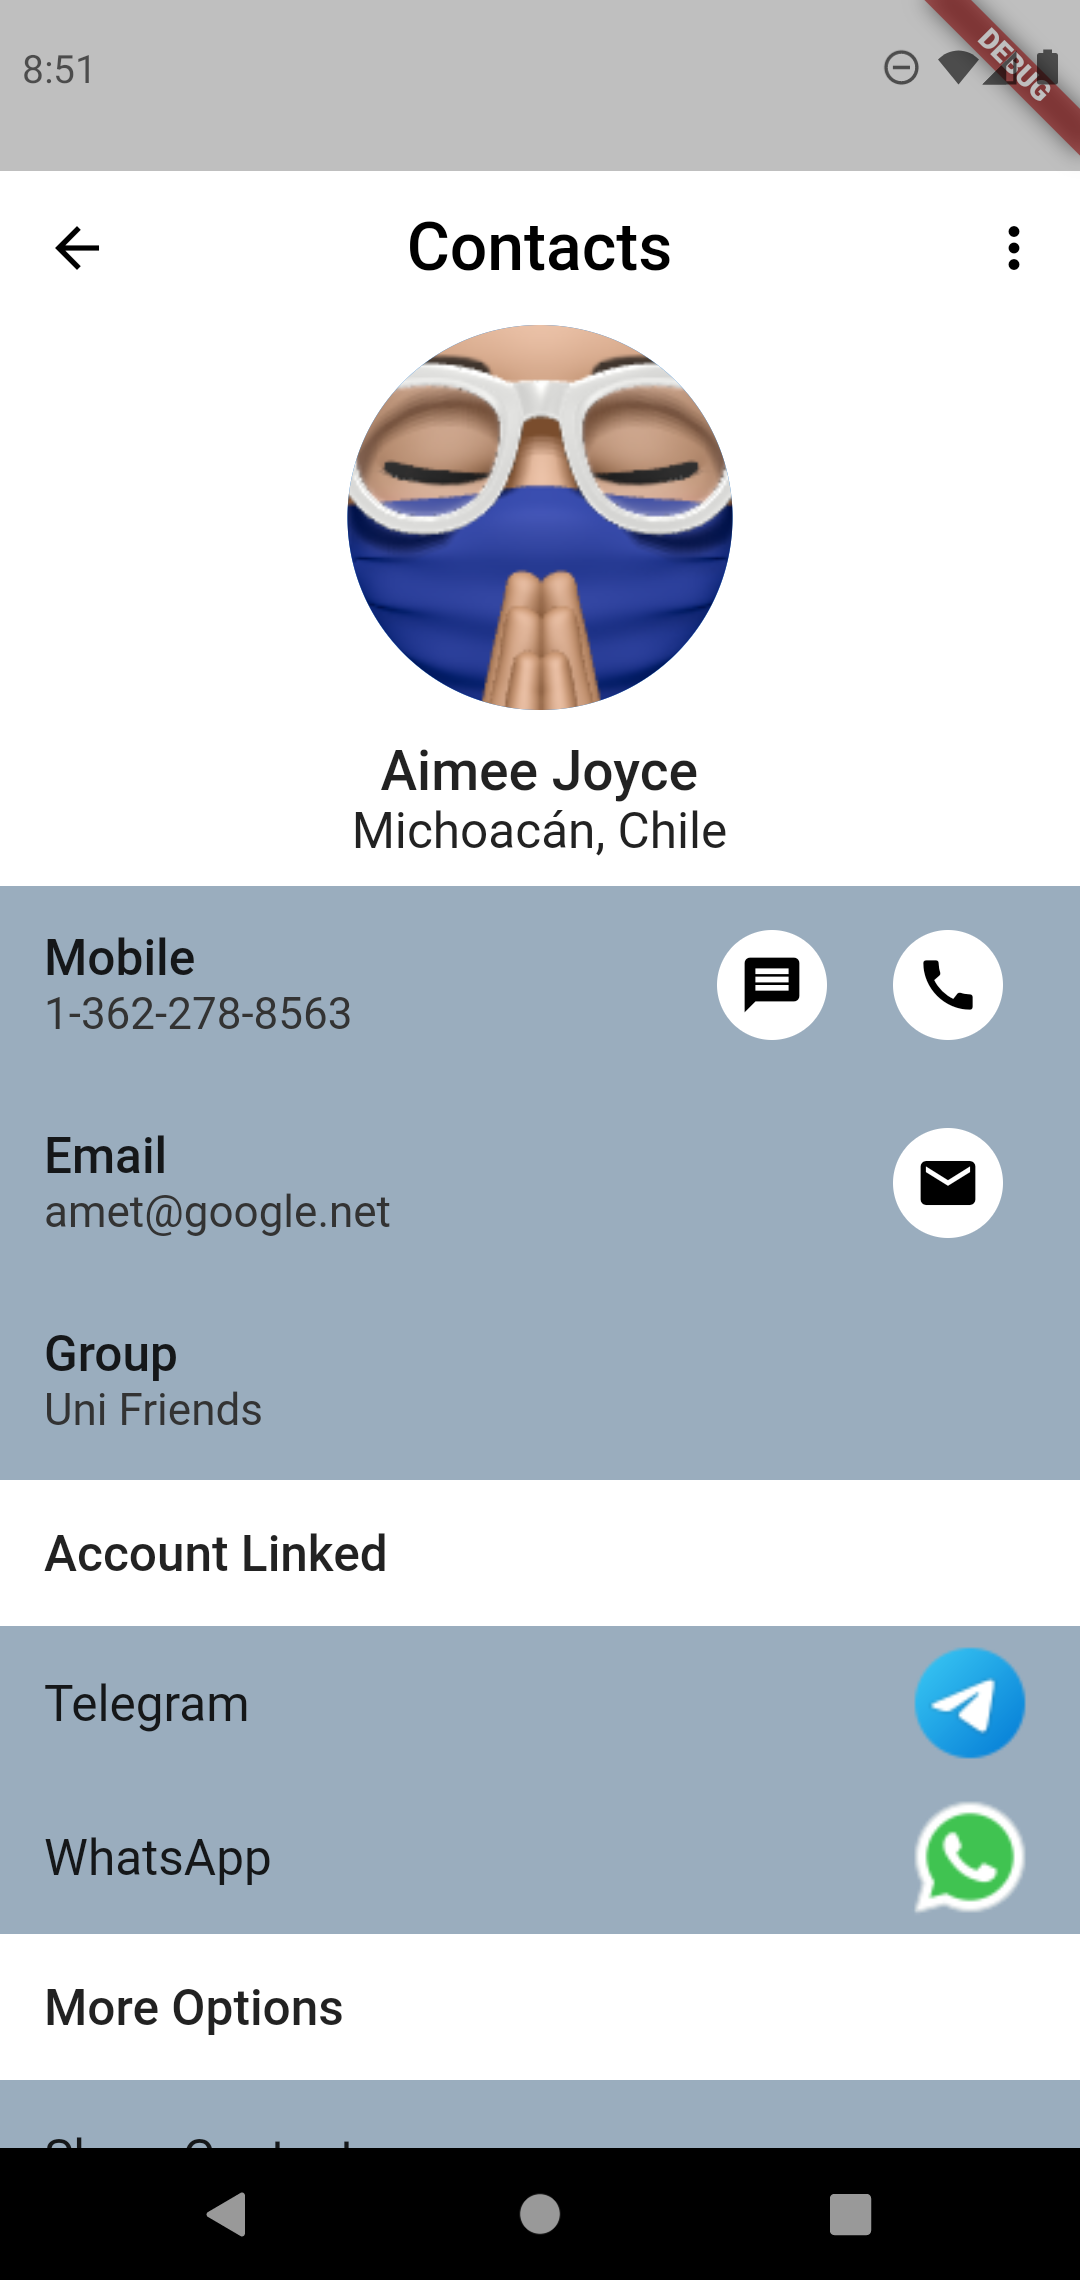 8:51
DEBUG
Contacts
Aimee Joyce
Michoacán, Chile
Mobile
1-362-278-8563
Email
amet@google.net
Group
Uni Friends
Account Linked
Telegram
WhatsApp
More Options